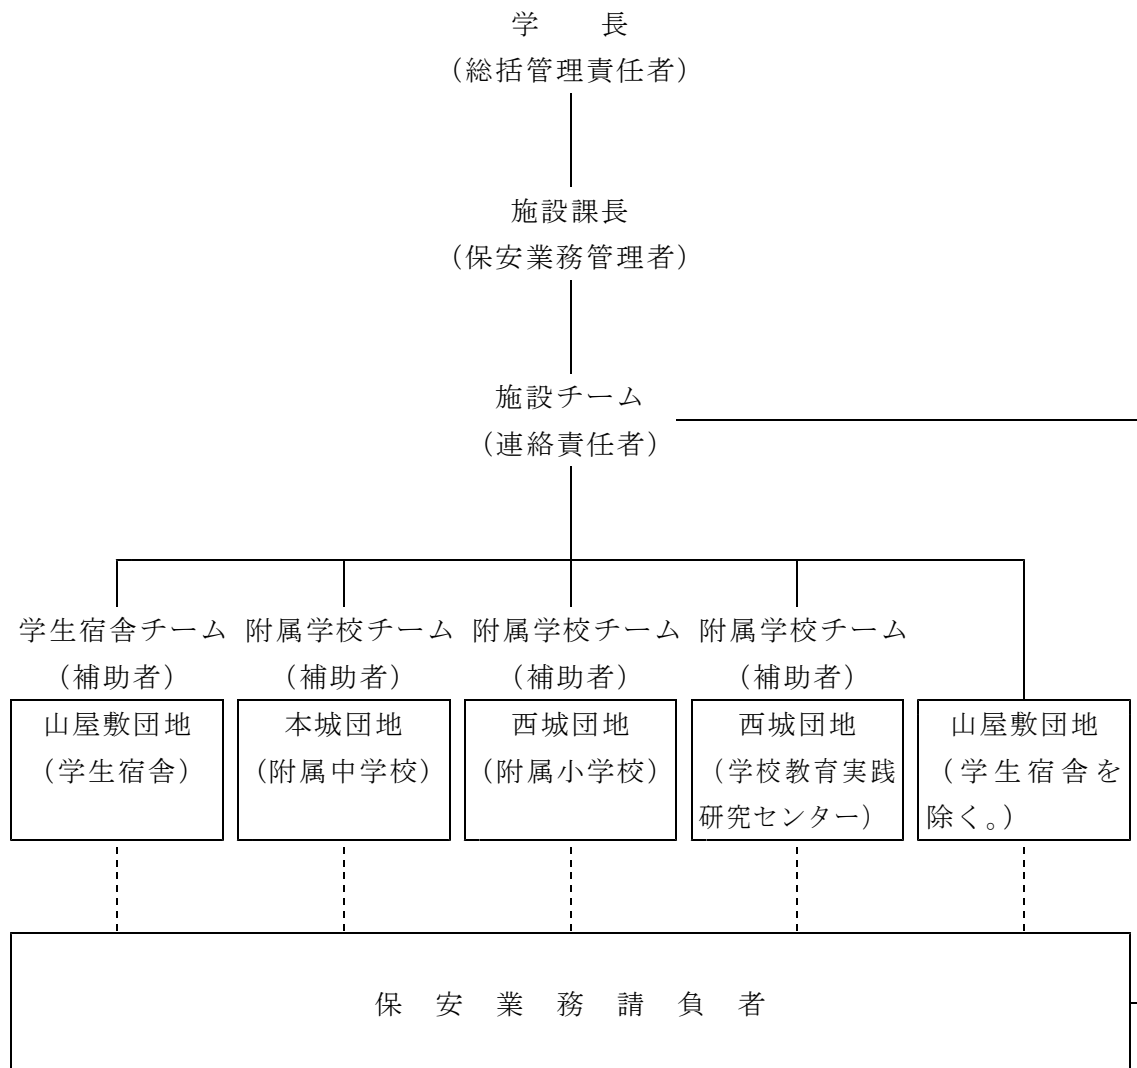 学 長
（総括管理責任者）
施設課長
（保安業務管理者）
施設チーム
（連絡責任者）
学生宿舎チーム
（補助者）
山屋敷団地
（学生宿舎）
附属学校チーム
（補助者）
本城団地
（附属中学校）
附属学校チーム
（補助者）
西城団地
（附属小学校）
附属学校チーム
（補助者）
西城団地
（学校教育実践
研究センター）
山屋敷団地
（学生宿舎を
除く。）
保 安 業 務 請 負 者